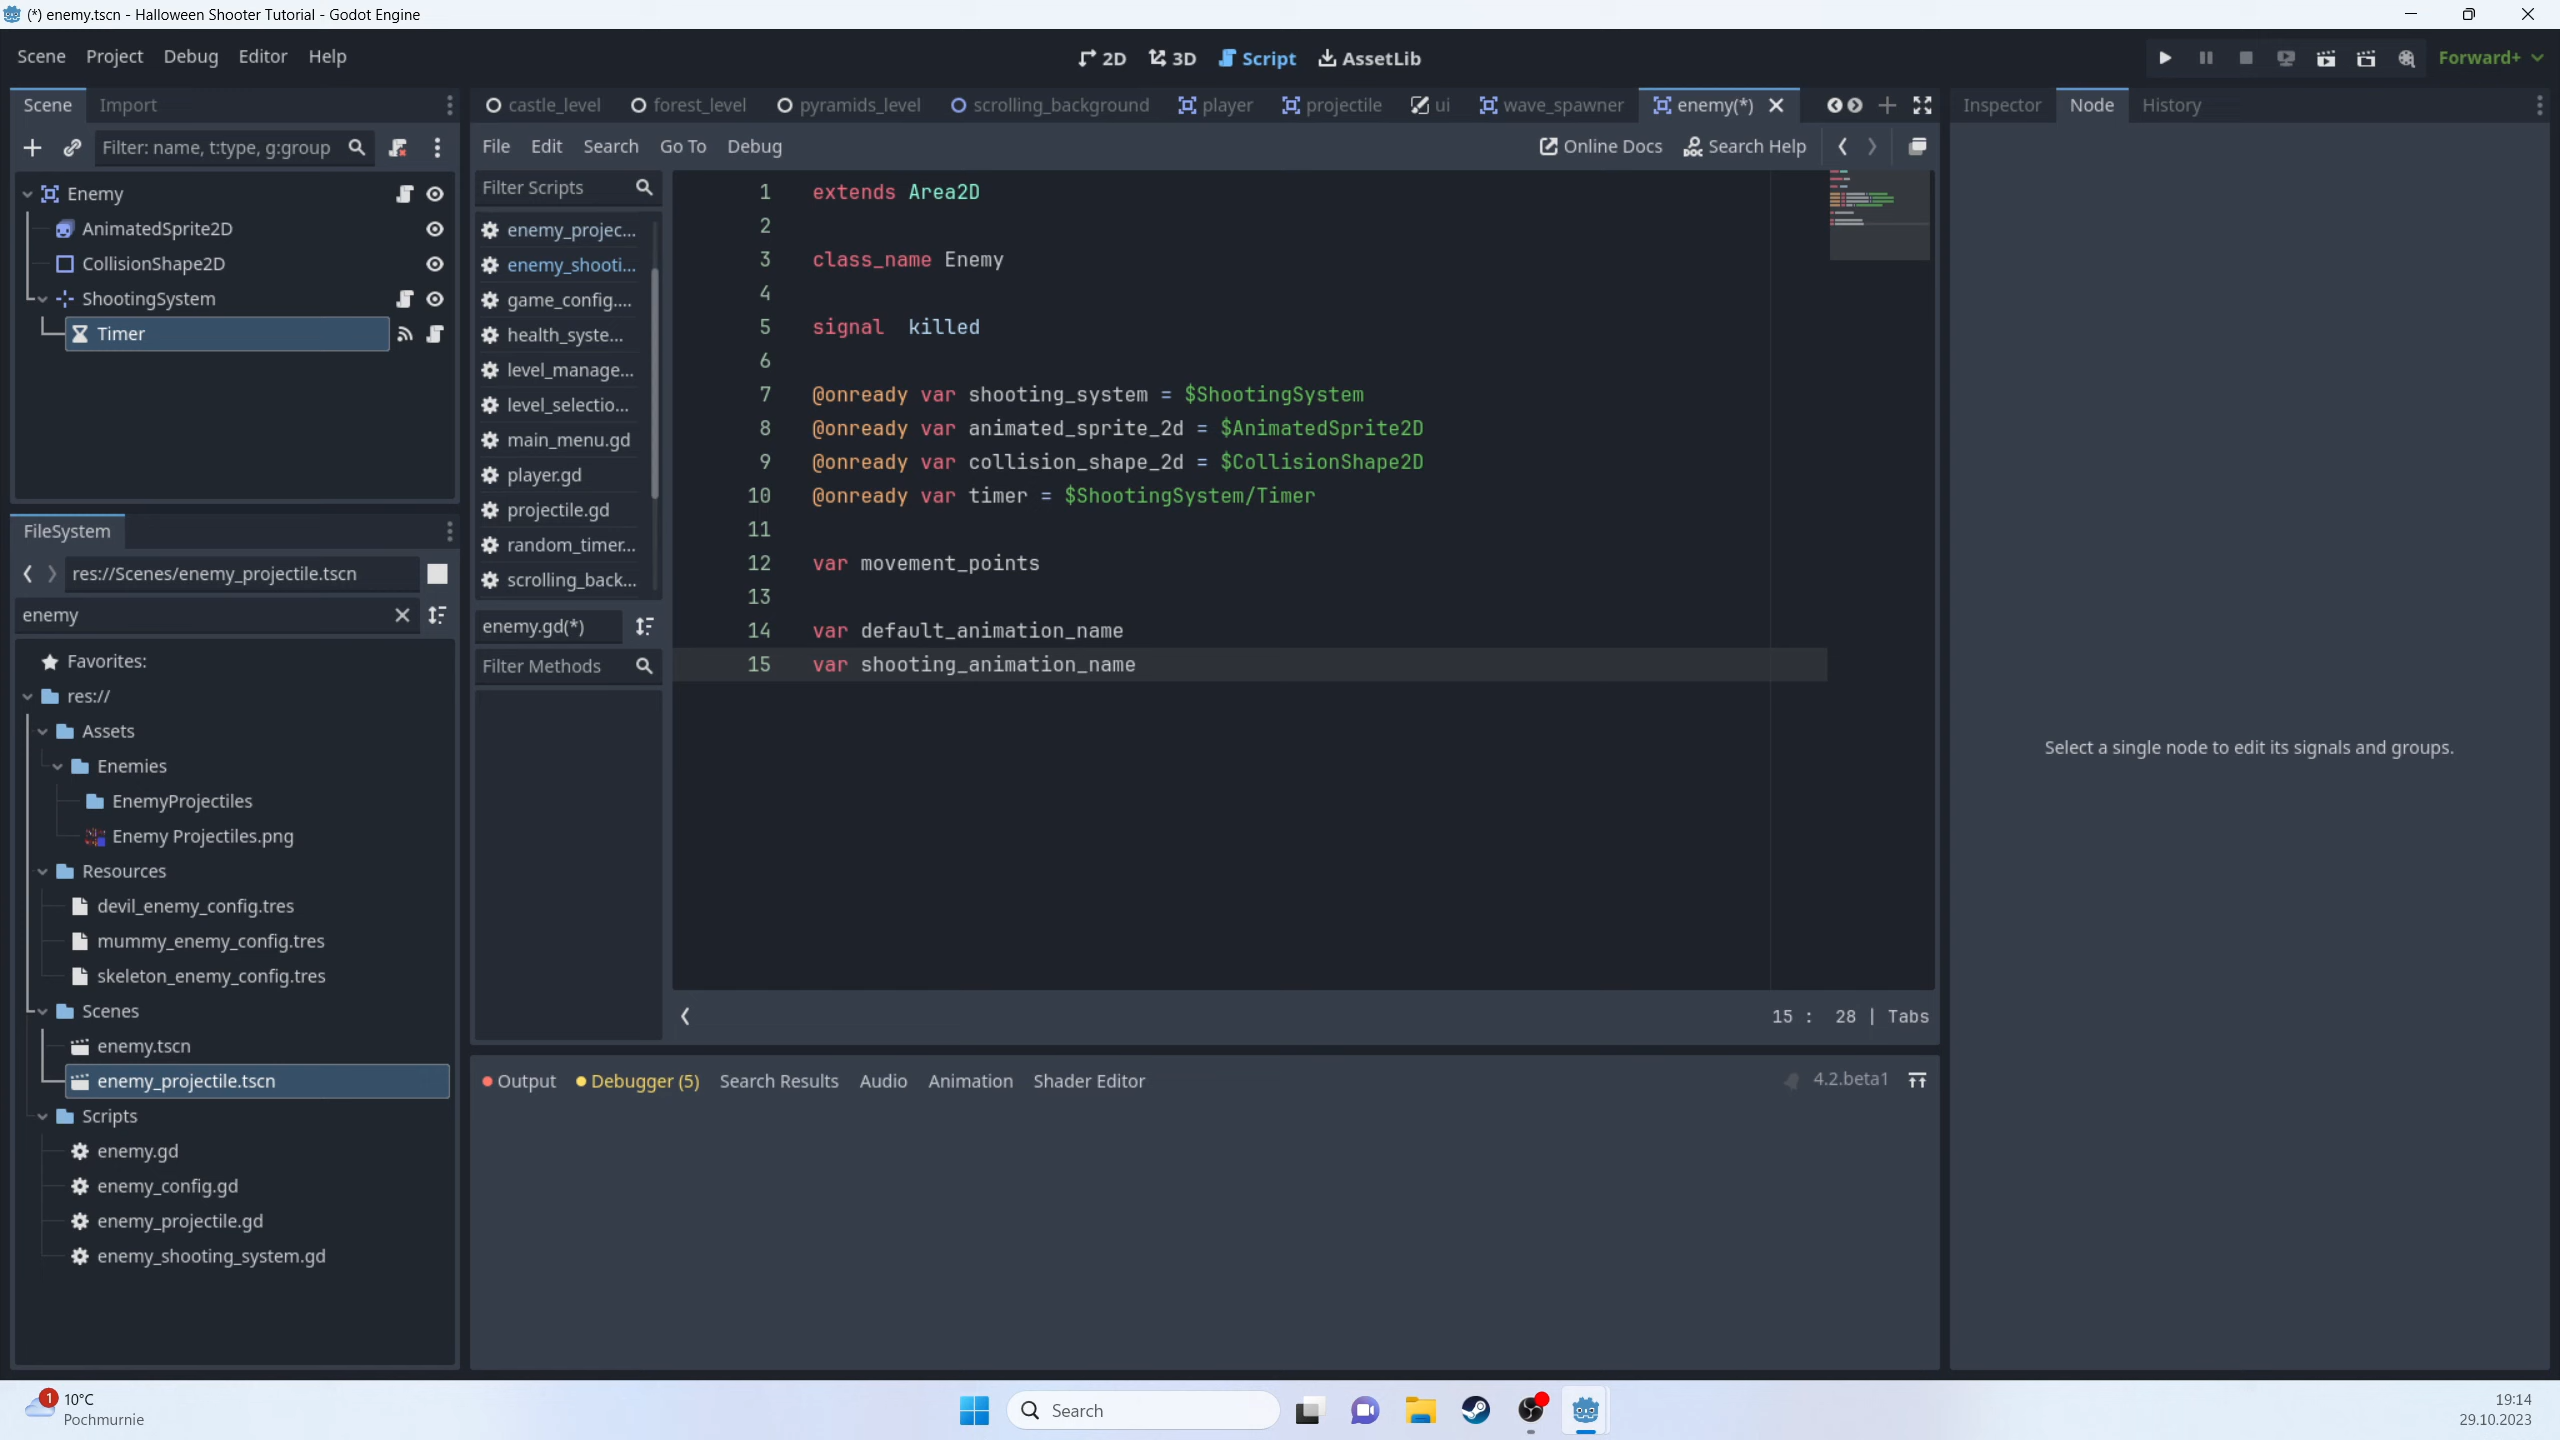 (*) enemy.tscn - Halloween Shooter Tutorial - Godot Engine
Scene Project Debug Editor Help
2D 3D Script AssetLib
Forward+
Scene Import
castle_level forest_level pyramids_level scrolling_background player projectile ui wave_spawner enemy(*)
Inspector Node History
Filter: name, t:type, g:group
File Edit Search Go To Debug
Online Docs Search Help
Enemy
AnimatedSprite2D
CollisionShape2D
ShootingSystem
Timer
Filter Scripts
enemy_projec...
enemy_shooti...
game_config....
health_syste...
level_manage...
level_selectio...
main_menu.gd
player.gd
projectile.gd
random_timer...
scrolling_back...
enemy.gd(*)
Filter Methods
1 extends Area2D
2
3 class_name Enemy
4
5 signal  killed
6
7 @onready var shooting_system = $ShootingSystem
8 @onready var animated_sprite_2d = $AnimatedSprite2D
9 @onready var collision_shape_2d = $CollisionShape2D
10 @onready var timer = $ShootingSystem/Timer
11
12 var movement_points
13
14 var default_animation_name
15 var shooting_animation_name
15 : 28 | Tabs
Select a single node to edit its signals and groups.
FileSystem
res://Scenes/enemy_projectile.tscn
enemy
Favorites:
res://
Assets
Enemies
EnemyProjectiles
Enemy Projectiles.png
Resources
devil_enemy_config.tres
mummy_enemy_config.tres
skeleton_enemy_config.tres
Scenes
enemy.tscn
enemy_projectile.tscn
Scripts
enemy.gd
enemy_config.gd
enemy_projectile.gd
enemy_shooting_system.gd
Output Debugger (5) Search Results Audio Animation Shader Editor
4.2.beta1
1
10°C
Pochmurnie
Search
19:14
29.10.2023